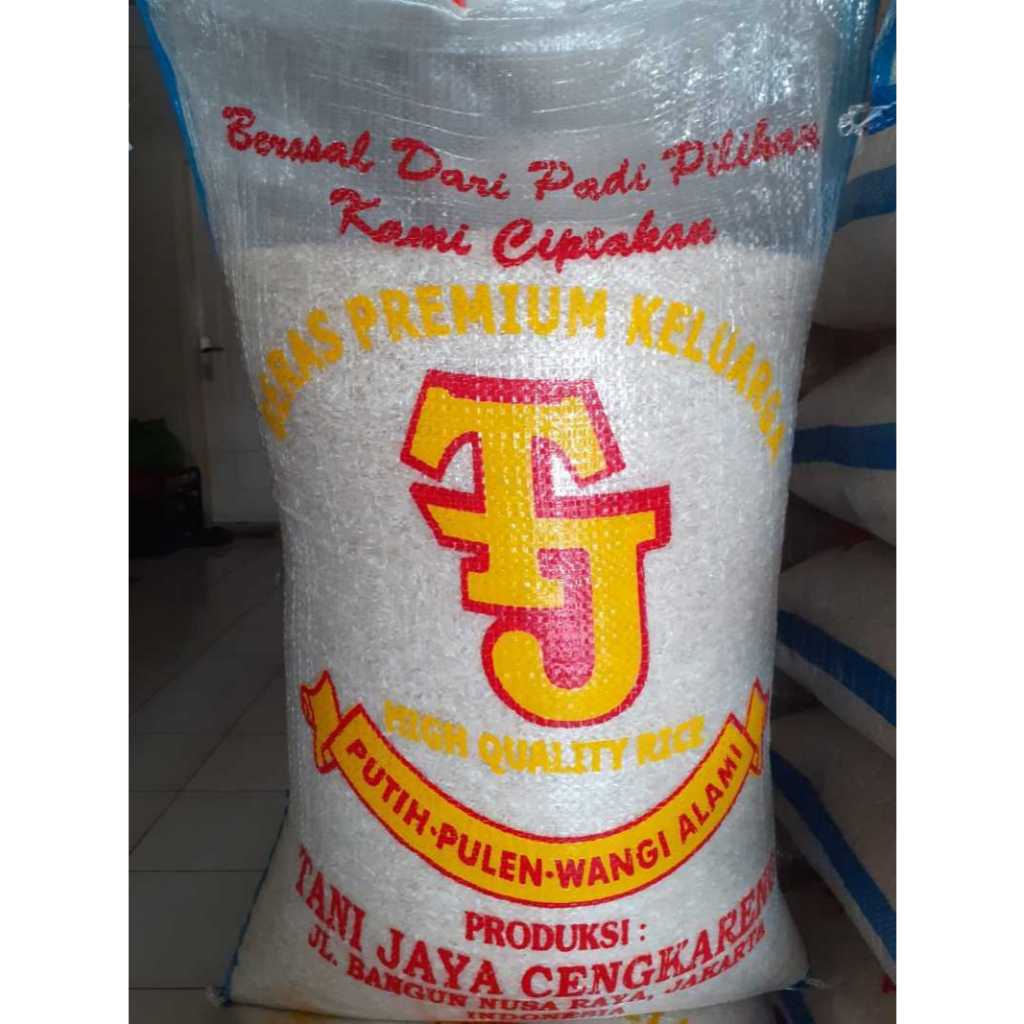 Berasal Dari Padi Pilihan
Kami Ciptakan
BERAS PREMIUM KELUARGA
TJ
HIGH QUALITY RICE
PUTIH·PULEN·WANGI ALAMI
PRODUKSI :
TANI JAYA CENGKARENG
JL. BANGUN NUSA RAYA, JAKARTA
INDONESIA